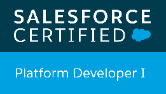 SALESFORCE
CERTIFIED
Platform Developer I